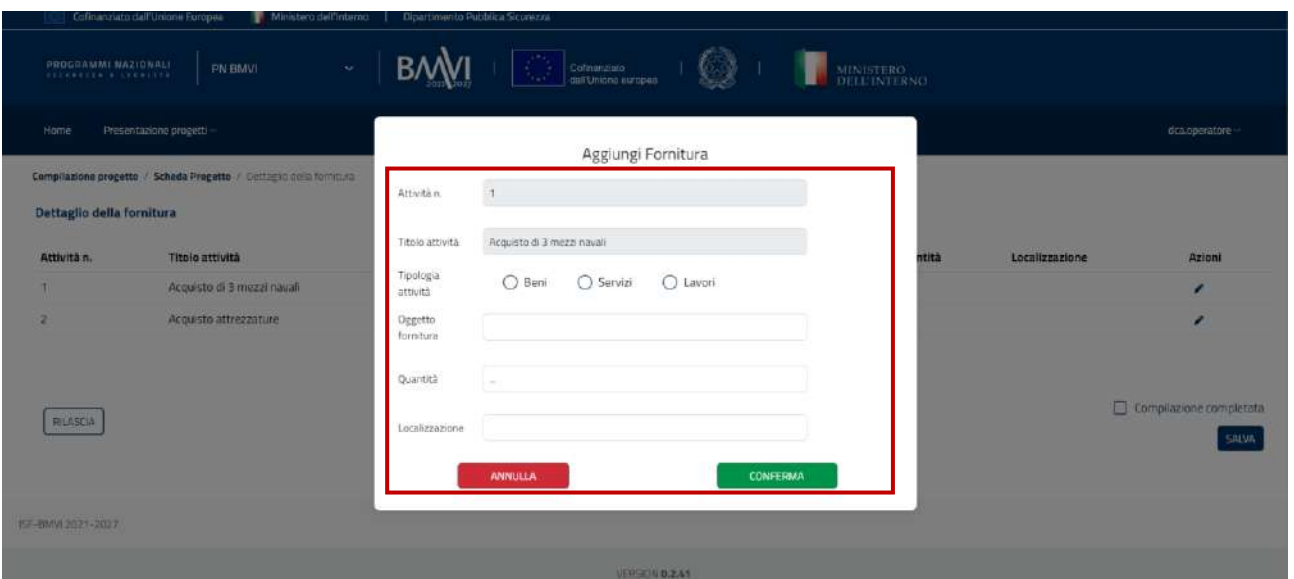 Cofinanziato dall'Unione Europea Ministero dell'Interno | Dipartimento Pubblica Sicurezza
PROGRAMMI NAZIONALI
PN BMVI
BMVI
2021 2027
Cofinanziato
dall'Unione europea
MINISTERO
DELL'INTERNO
Home Presentazione progetti
dca.operatore
Aggiungi Fornitura
Compilazione progetto / Scheda Progetto / Dettaglio della fornitura
Attività n. 1
Dettaglio della fornitura
Titolo attività Acquisto di 3 mezzi navali
Attività n. Titolo attività ntità Localizzazione Azioni
Tipologia
attività
Beni Servizi Lavori
1 Acquisto di 3 mezzi navali
2 Acquisto attrezzature
Oggetto
fornitura
Quantità ...
Localizzazione
RILASCIA
Compilazione completata
SALVA
ANNULLA CONFERMA
ISF-BMVI 2021-2027
VERSION 0.2.41